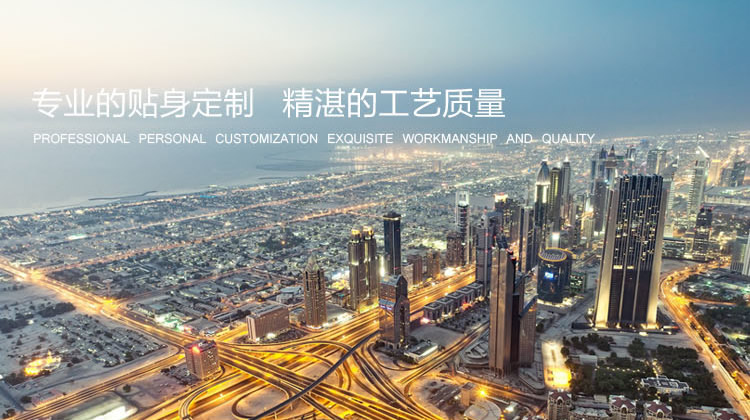 专业的贴身定制 精湛的工艺质量
PROFESSIONAL PERSONAL CUSTOMIZATION EXQUISITE WORKMANSHIP AND QUALITY